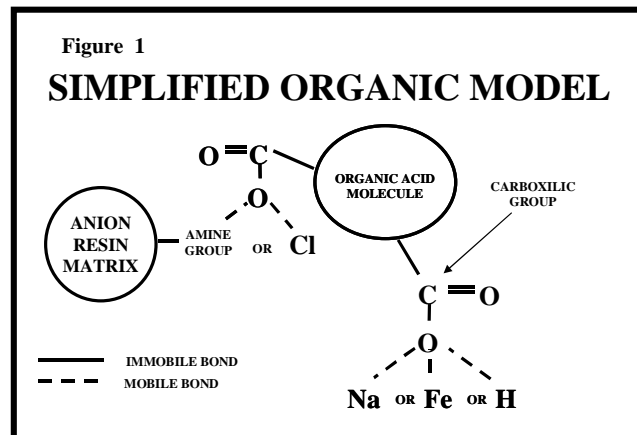 Figure 1
SIMPLIFIED ORGANIC MODEL
O = C
ORGANIC ACID
MOLECULE
CARBOXILIC
GROUP
O
ANION
RESIN
MATRIX
AMINE
GROUP OR Cl
C = O
O
IMMOBILE BOND
MOBILE BOND
Na OR Fe OR H